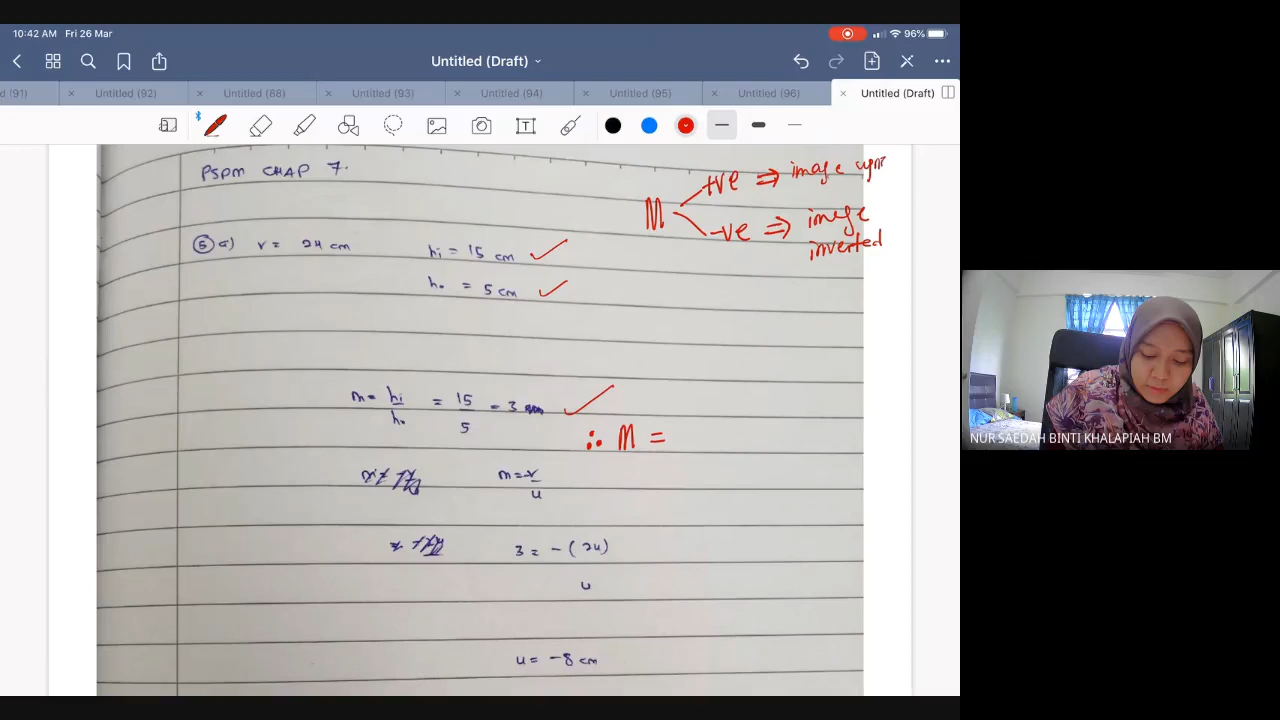 10:42 AM Fri 26 Mar
96%
Untitled (Draft)
d (91)
Untitled (92)
Untitled (88)
Untitled (93)
Untitled (94)
Untitled (95)
Untitled (96)
Untitled (Draft)
T
PSPM CHAP 7.
M +ve ⇒ image
-ve ⇒ image
inverted
5 a) v = 24 cm
hi = 15 cm ✓
ho = 5 cm ✓
m = hi/ho = 15/5 = 3 ✓
∴ M =
m = -v/u
3 = -(24)/u
u = -8 cm
NUR SAEDAH BINTI KHALAPIAH BM